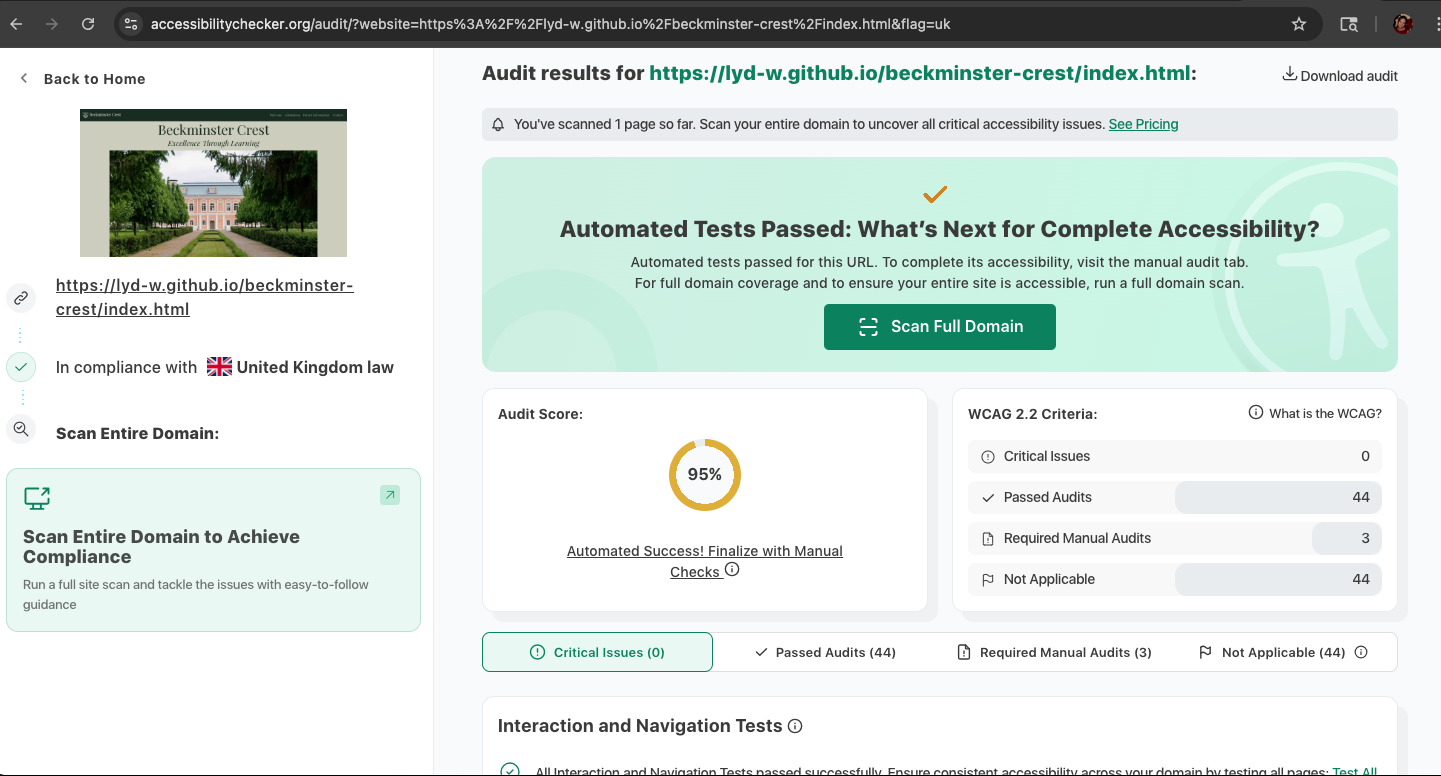 accessibilitychecker.org/audit/?website=https%3A%2F%2Flyd-w.github.io%2Fbeckminster-crest%2Findex.html&flag=uk
Back to Home
Beckminster Crest
Beckminster Crest
Excellence Through Learning
https://lyd-w.github.io/beckminster-
crest/index.html
In compliance with United Kingdom law
Scan Entire Domain:
Scan Entire Domain to Achieve
Compliance
Run a full site scan and tackle the issues with easy-to-follow
guidance
Audit results for https://lyd-w.github.io/beckminster-crest/index.html:
Download audit
You've scanned 1 page so far. Scan your entire domain to uncover all critical accessibility issues. See Pricing
Automated Tests Passed: What's Next for Complete Accessibility?
Automated tests passed for this URL. To complete its accessibility, visit the manual audit tab.
For full domain coverage and to ensure your entire site is accessible, run a full domain scan.
Scan Full Domain
Audit Score:
95%
Automated Success! Finalize with Manual
Checks
WCAG 2.2 Criteria:
What is the WCAG?
Critical Issues 0
Passed Audits 44
Required Manual Audits 3
Not Applicable 44
Critical Issues (0)
Passed Audits (44)
Required Manual Audits (3)
Not Applicable (44)
Interaction and Navigation Tests
All Interaction and Navigation Tests passed successfully. Ensure consistent accessibility across your domain by testing all pages: Test All